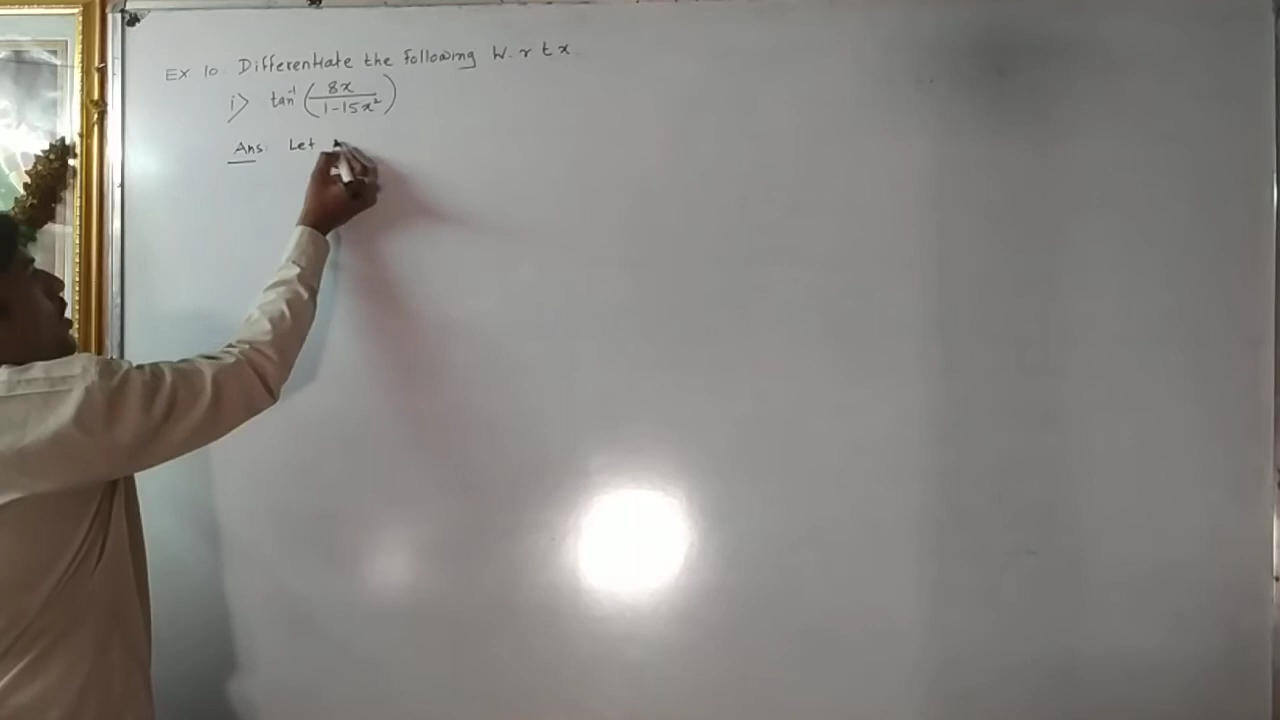 Ex 10. Differentiate the following W.r t x
i> tan⁻¹ (8x / 1-15x²)
Ans: Let